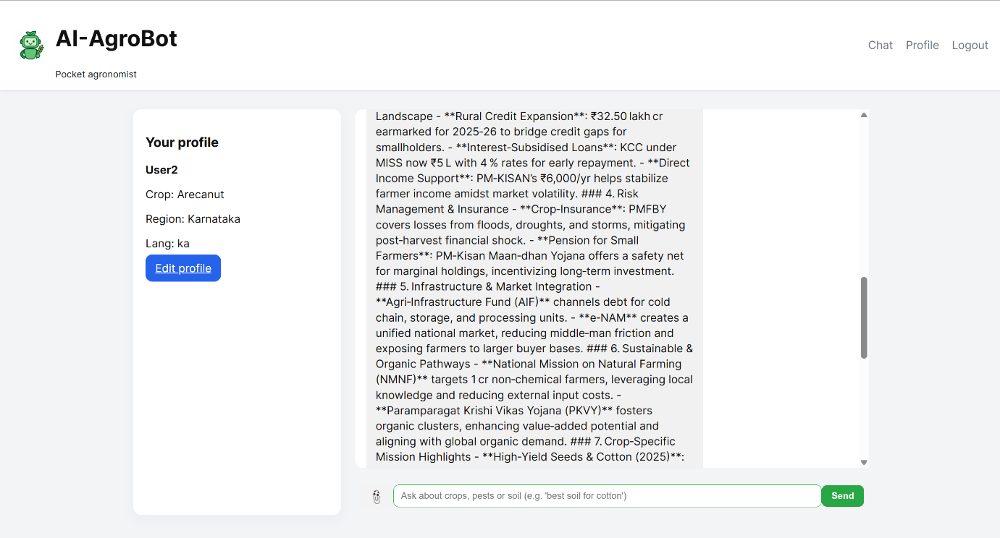 AI-AgroBot
Pocket agronomist
Chat Profile Logout
Your profile
User2
Crop: Arecanut
Region: Karnataka
Lang: ka
Edit profile
Landscape - **Rural Credit Expansion**: ₹32.50 lakh cr
earmarked for 2025-26 to bridge credit gaps for
smallholders. - **Interest-Subsidised Loans**: KCC under
MISS now ₹5 L with 4 % rates for early repayment. - **Direct
Income Support**: PM-KISAN’s ₹6,000/yr helps stabilize
farmer income amidst market volatility. ### 4. Risk
Management & Insurance - **Crop-Insurance**: PMFBY
covers losses from floods, droughts, and storms, mitigating
post-harvest financial shock. - **Pension for Small
Farmers**: PM-Kisan Maan-dhan Yojana offers a safety net
for marginal holdings, incentivizing long-term investment.
### 5. Infrastructure & Market Integration -
**Agri-Infrastructure Fund (AIF)** channels debt for cold
chain, storage, and processing units. - **e-NAM** creates a
unified national market, reducing middle-man friction and
exposing farmers to larger buyer bases. ### 6. Sustainable &
Organic Pathways - **National Mission on Natural Farming
(NMNF)** targets 1 cr non-chemical farmers, leveraging local
knowledge and reducing external input costs. -
**Paramparagat Krishi Vikas Yojana (PKVY)** fosters
organic clusters, enhancing value-added potential and
aligning with global organic demand. ### 7. Crop-Specific
Mission Highlights - **High-Yield Seeds & Cotton (2025)**:
Ask about crops, pests or soil (e.g. 'best soil for cotton')
Send